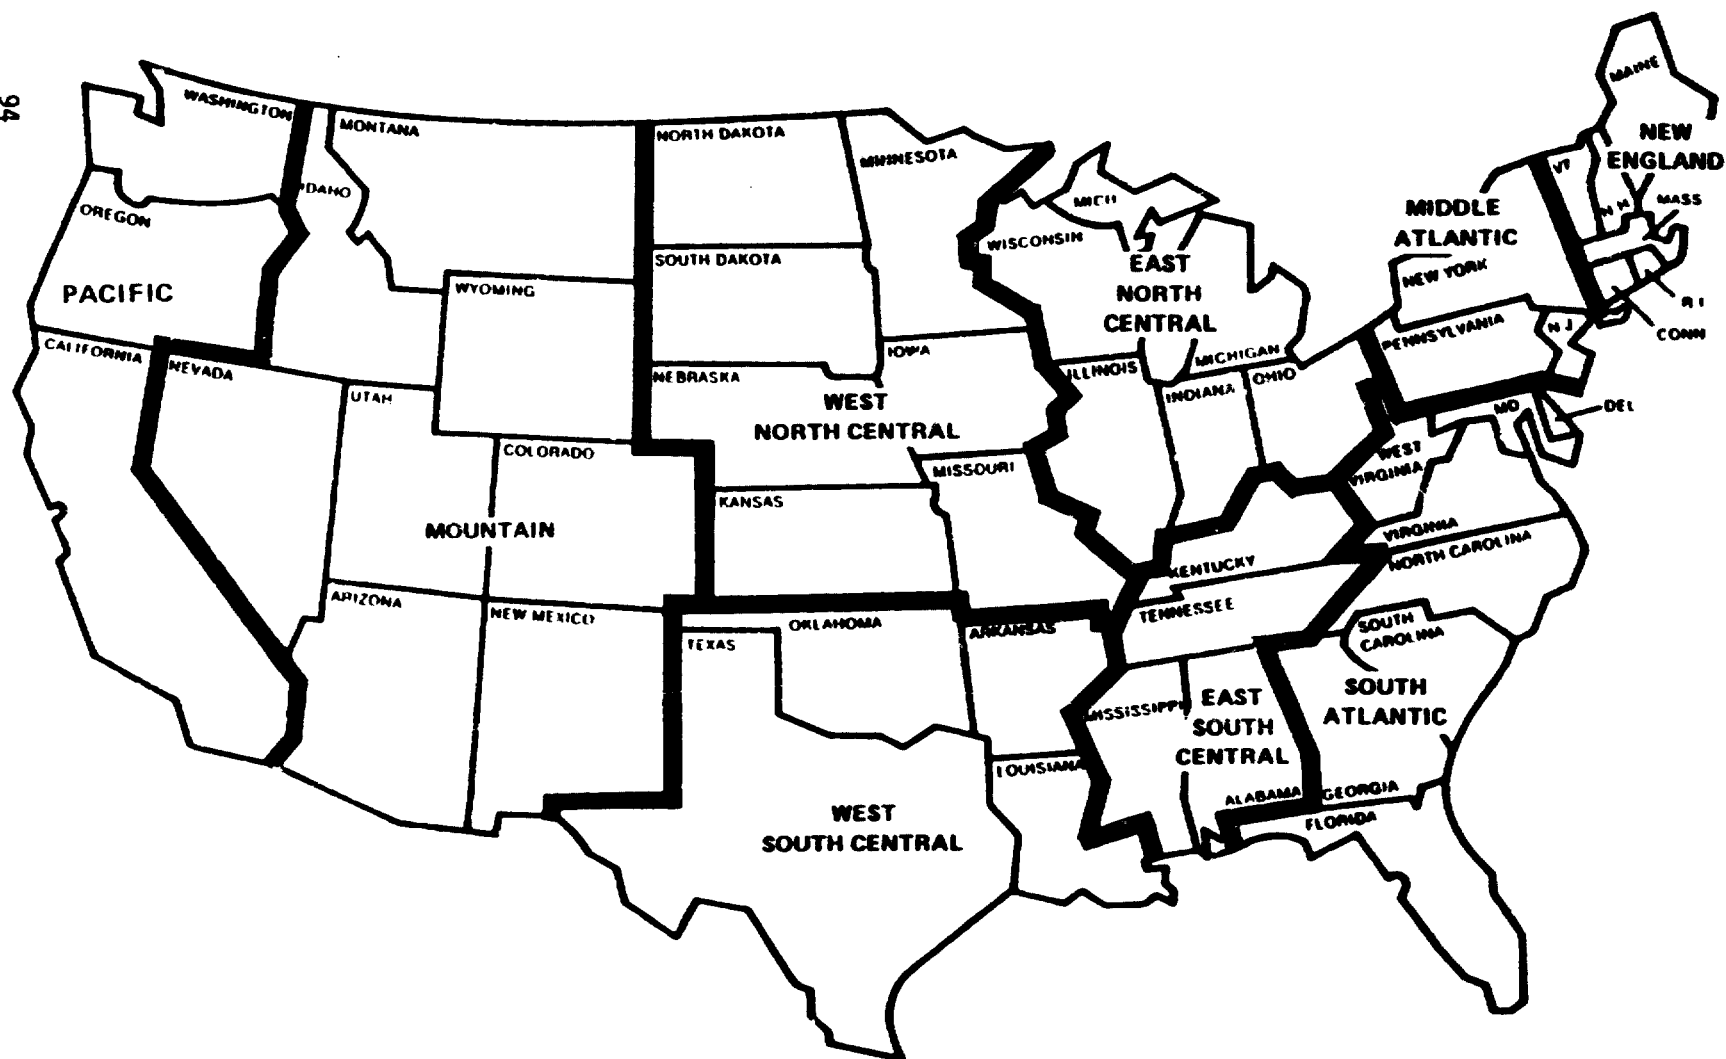 94
WASHINGTON
MONTANA
NORTH DAKOTA
MINNESOTA
MAINE
NEW
ENGLAND
VT
N H
MASS
IDAHO
OREGON
MICH
MIDDLE
ATLANTIC
WISCONSIN
SOUTH DAKOTA
EAST
NORTH
CENTRAL
NEW YORK
R I
CONN
PACIFIC
WYOMING
CALIFORNIA
NEVADA
IOWA
MICHIGAN
PENNSYLVANIA
N J
NEBRASKA
ILLINOIS
INDIANA
OHIO
UTAH
WEST
NORTH CENTRAL
MD
DEL
COLORADO
MISSOURI
WEST
VIRGINIA
KANSAS
MOUNTAIN
VIRGINIA
NORTH CAROLINA
KENTUCKY
ARIZONA
NEW MEXICO
TENNESSEE
OKLAHOMA
ARKANSAS
SOUTH
CAROLINA
TEXAS
SOUTH
ATLANTIC
MISSISSIPPI
EAST
SOUTH
CENTRAL
LOUISIANA
ALABAMA
GEORGIA
FLORIDA
WEST
SOUTH CENTRAL